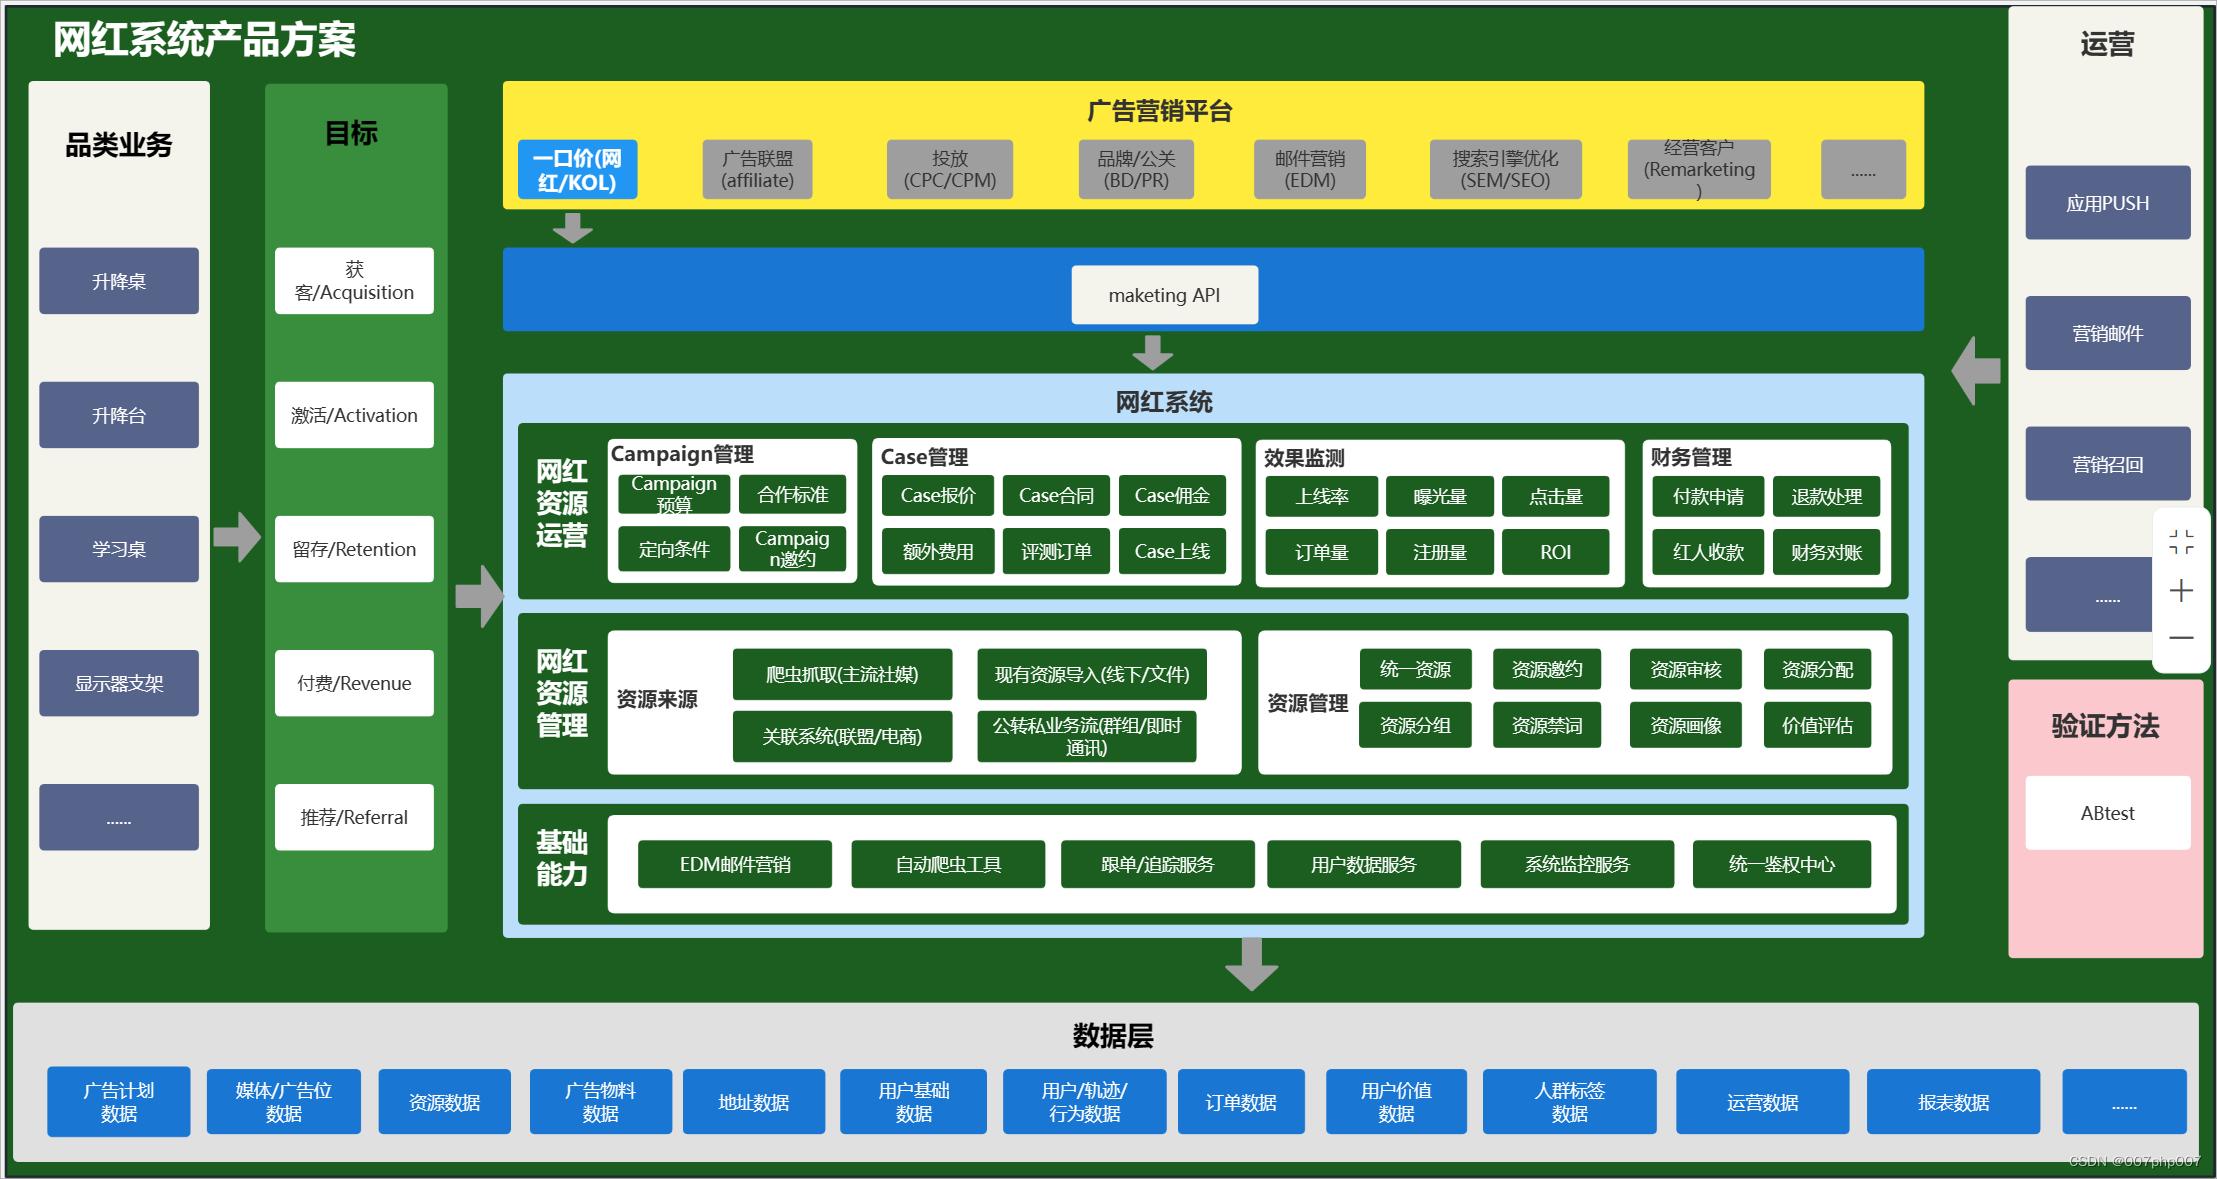 网红系统产品方案
品类业务
升降桌
升降台
学习桌
显示器支架
......
目标
获
客/Acquisition
激活/Activation
留存/Retention
付费/Revenue
推荐/Referral
广告营销平台
一口价(网
红/KOL)
广告联盟
(affiliate)
投放
(CPC/CPM)
品牌/公关
(BD/PR)
邮件营销
(EDM)
搜索引擎优化
(SEM/SEO)
经营客户
(Remarketing
)
......
maketing API
网红系统
网红
资源
运营
Campaign管理
Campaign
预算
合作标准
定向条件
Campaig
n邀约
Case管理
Case报价
Case合同
Case佣金
额外费用
评测订单
Case上线
效果监测
上线率
曝光量
点击量
订单量
注册量
ROI
财务管理
付款申请
退款处理
红人收款
财务对账
网红
资源
管理
资源来源
爬虫抓取(主流社媒)
现有资源导入(线下/文件)
关联系统(联盟/电商)
公转私业务流(群组/即时
通讯)
资源管理
统一资源
资源邀约
资源审核
资源分配
资源分组
资源禁词
资源画像
价值评估
基础
能力
EDM邮件营销
自动爬虫工具
跟单/追踪服务
用户数据服务
系统监控服务
统一鉴权中心
运营
应用PUSH
营销邮件
营销召回
......
验证方法
ABtest
数据层
广告计划
数据
媒体/广告位
数据
资源数据
广告物料
数据
地址数据
用户基础
数据
用户/轨迹/
行为数据
订单数据
用户价值
数据
人群标签
数据
运营数据
报表数据
......
CSDN @007php007